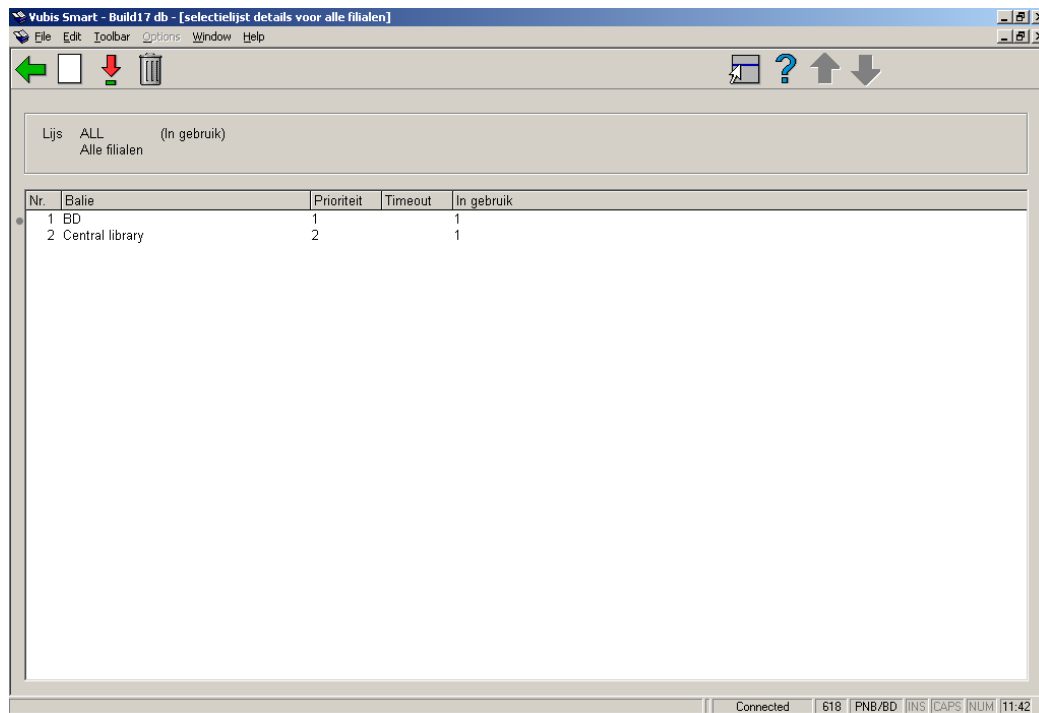 Vubis Smart - Build17 db - [selectielijst details voor alle filialen]
File Edit Toolbar Options Window Help
Lijs ALL (In gebruik)
Alle filialen
Nr. Balie Prioriteit Timeout In gebruik
1 BD 1 1
2 Central library 2 1
Connected 618 PNB/BD INS CAPS NUM 11:42